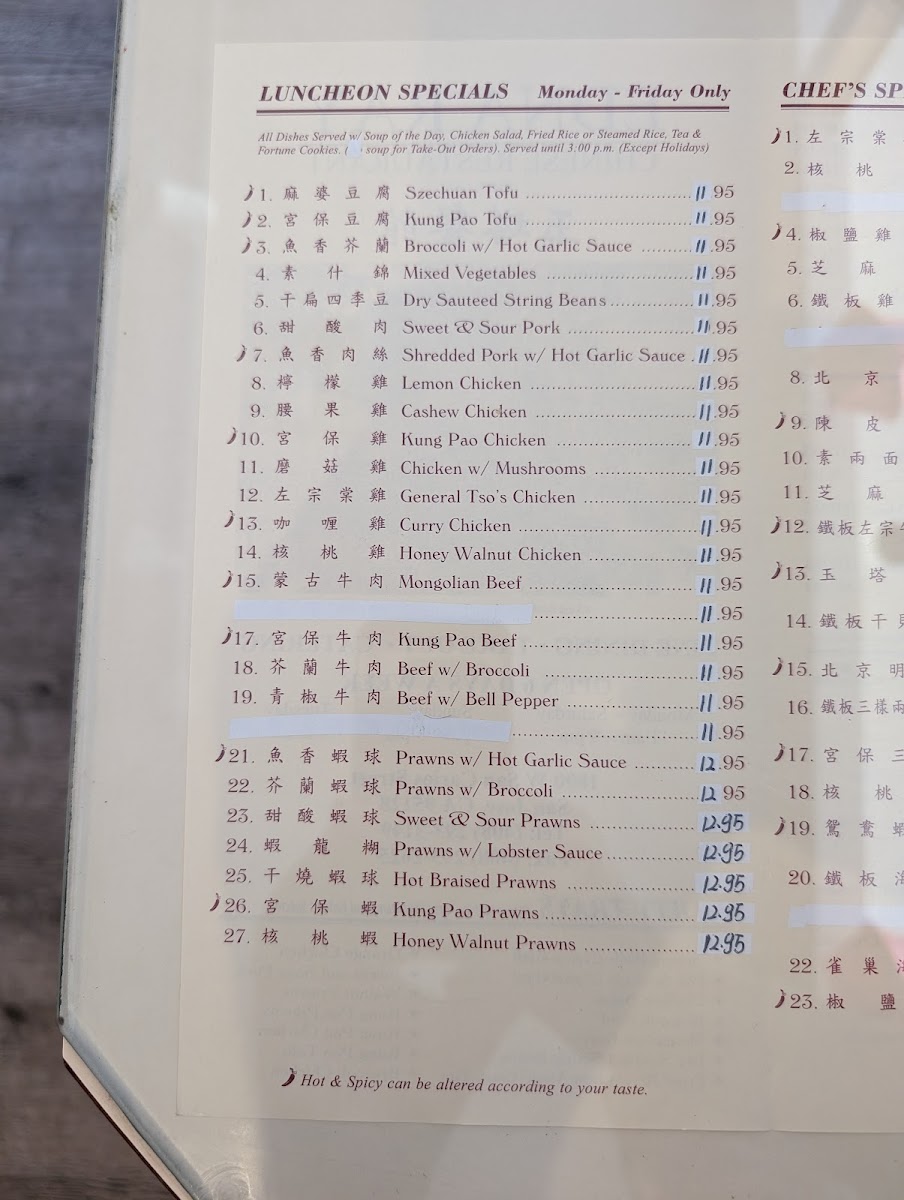 LUNCHEON SPECIALS Monday - Friday Only
All Dishes Served w/ Soup of the Day, Chicken Salad, Fried Rice or Steamed Rice, Tea &
Fortune Cookies. ( soup for Take-Out Orders). Served until 3:00 p.m. (Except Holidays)
1. 麻婆豆腐 Szechuan Tofu 11.95
2. 宮保豆腐 Kung Pao Tofu 11.95
3. 魚香芥蘭 Broccoli w/ Hot Garlic Sauce 11.95
4. 素什錦 Mixed Vegetables 11.95
5. 干扁四季豆 Dry Sauteed String Beans 11.95
6. 甜酸肉 Sweet & Sour Pork 11.95
7. 魚香肉絲 Shredded Pork w/ Hot Garlic Sauce 11.95
8. 檸檬雞 Lemon Chicken 11.95
9. 腰果雞 Cashew Chicken 11.95
10. 宮保雞 Kung Pao Chicken 11.95
11. 磨菇雞 Chicken w/ Mushrooms 11.95
12. 左宗棠雞 General Tso's Chicken 11.95
13. 咖喱雞 Curry Chicken 11.95
14. 核桃雞 Honey Walnut Chicken 11.95
15. 蒙古牛肉 Mongolian Beef 11.95
11.95
17. 宮保牛肉 Kung Pao Beef 11.95
18. 芥蘭牛肉 Beef w/ Broccoli 11.95
19. 青椒牛肉 Beef w/ Bell Pepper 11.95
11.95
21. 魚香蝦球 Prawns w/ Hot Garlic Sauce 12.95
22. 芥蘭蝦球 Prawns w/ Broccoli 12 95
23. 甜酸蝦球 Sweet & Sour Prawns 12.95
24. 蝦龍糊 Prawns w/ Lobster Sauce 12.95
25. 干燒蝦球 Hot Braised Prawns 12.95
26. 宮保蝦 Kung Pao Prawns 12.95
27. 核桃蝦 Honey Walnut Prawns 12.95
Hot & Spicy can be altered according to your taste.
CHEF'S SP
1. 左宗棠
2. 核桃
4. 椒鹽雞
5. 芝麻
6. 鐵板雞
8. 北京
9. 陳皮
10. 素兩面
11. 芝麻
12. 鐵板左宗
13. 玉塔
14. 鐵板干
15. 北京明
16. 鐵板三樣兩
17. 宮保三
18. 核桃
19. 鴛鴦蝦
20. 鐵板
22. 雀巢
23. 椒鹽